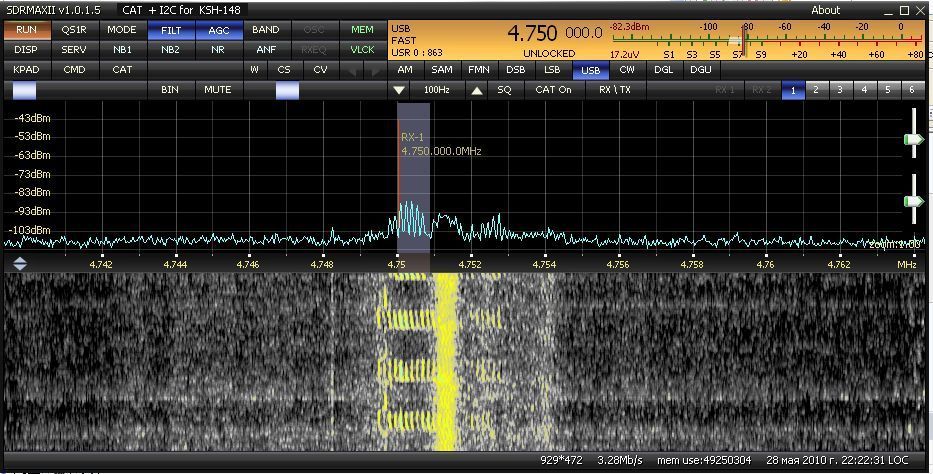 SDRMAXII v1.0.1.5 CAT + I2C for KSH-148 About
RUN QS1R MODE FILT AGC BAND OSC MEM
DISP SERV NB1 NB2 NR ANF RXEQ VLCK
KPAD CMD CAT W CS CV
BIN MUTE
USB 4.750 000.0
FAST
USR 0 : 863 UNLOCKED
-82.3dBm -100 -80 -60 -40 -20 0
17.2uV S1 S3 S5 S7 S9 +20 +40 +60 +80
AM SAM FMN DSB LSB USB CW DGL DGU
100Hz SQ CAT On RX \ TX RX 1 RX 2 1 2 3 4 5 6
-43dBm
-53dBm
-63dBm
-73dBm
-83dBm
-93dBm
-103dBm
RX-1
4.750.000.0MHz
zoom:1.00
4.742 4.744 4.746 4.748 4.75 4.752 4.754 4.756 4.758 4.76 4.762 MHz
929*472 3.28Mb/s mem use:49250304 28 мая 2010 г. 22:22:31 LOC